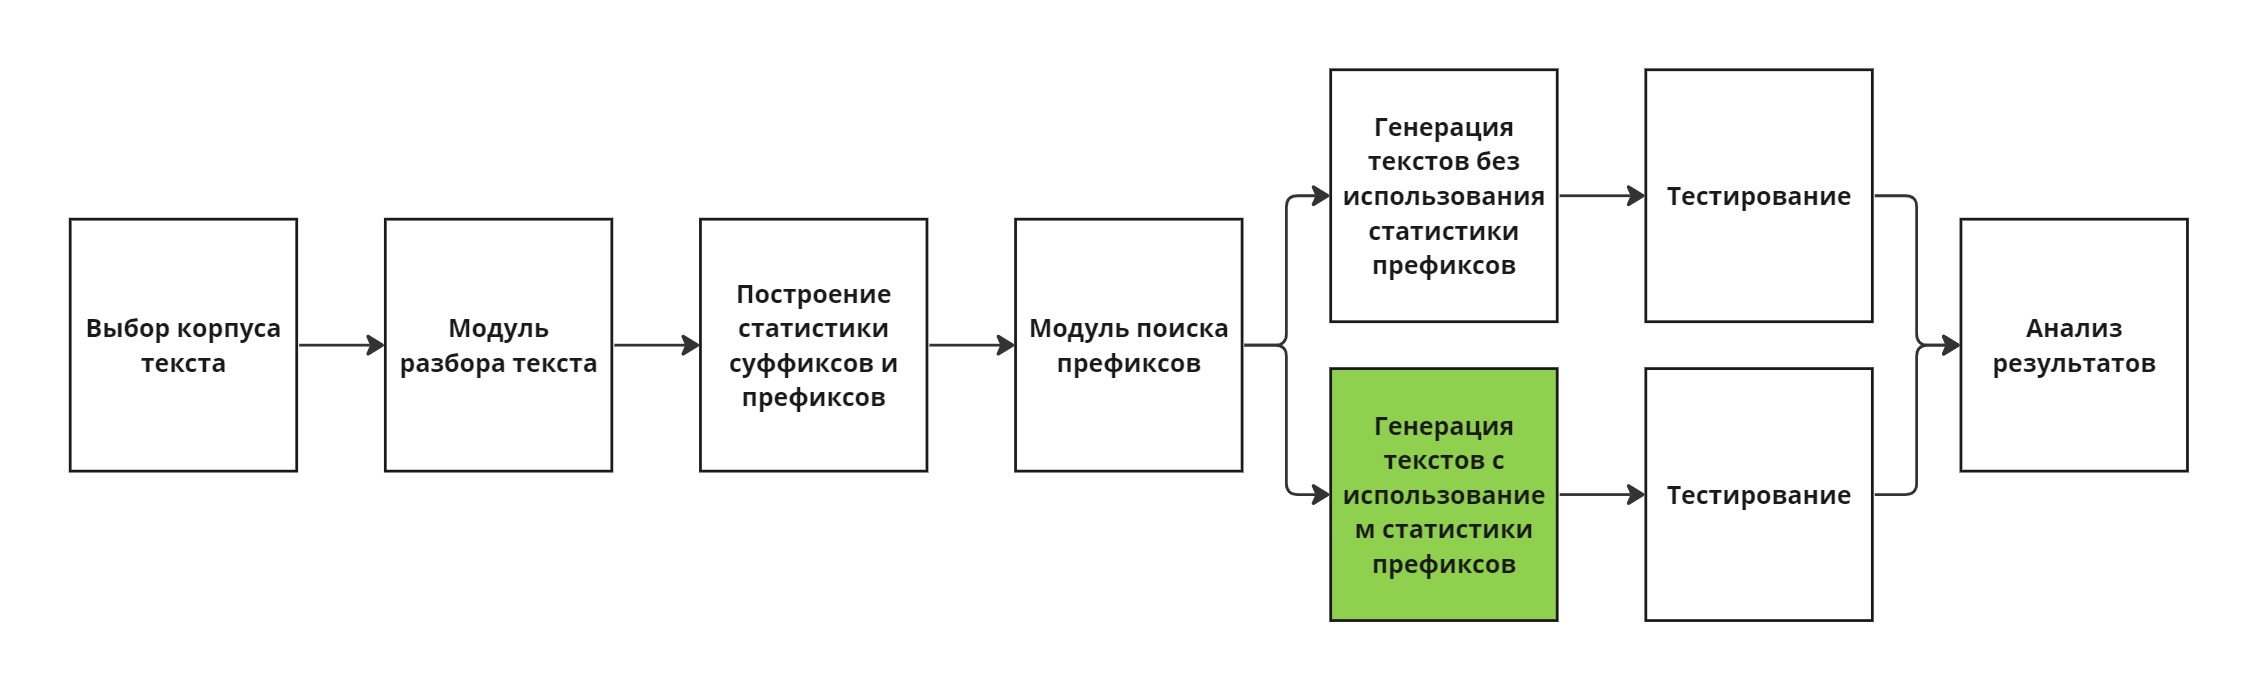 Выбор корпуса
текста
Модуль
разбора текста
Построение
статистики
суффиксов и
префиксов
Модуль поиска
префиксов
Генерация
текстов без
использования
статистики
префиксов
Тестирование
Генерация
текстов с
использование
м статистики
префиксов
Тестирование
Анализ
результатов